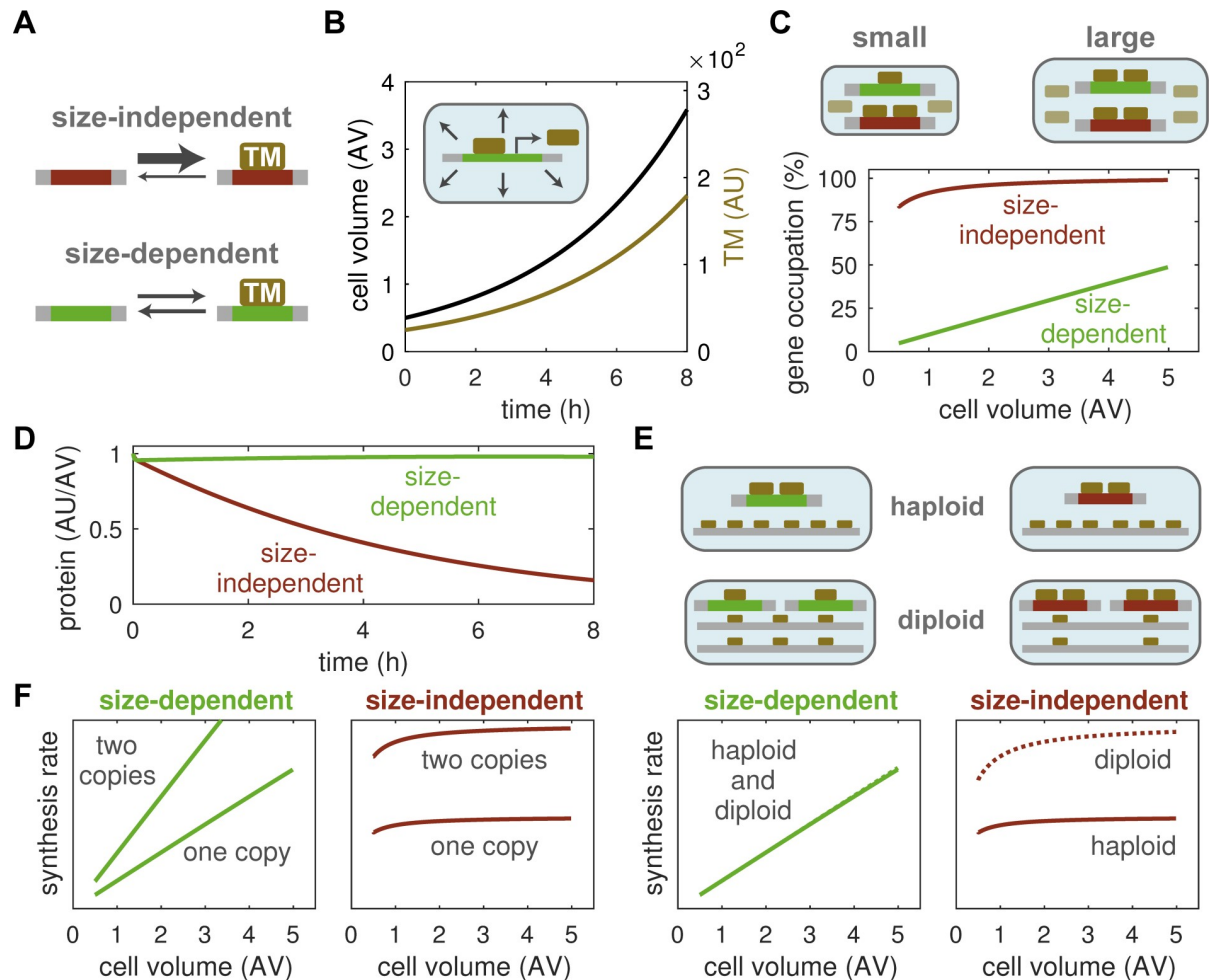 A
size-independent
TM
size-dependent
TM
B
×10²
cell volume (AV)
4
3
2
1
0
3
2
1
0
TM (AU)
0 2 4 6 8
time (h)
C
small
large
gene occupation (%)
100
75
50
25
0
size-
independent
size-
dependent
1 2 3 4 5
cell volume (AV)
D
protein (AU/AV)
1
0.5
0
size-
dependent
size-
independent
0 2 4 6 8
time (h)
E
haploid
diploid
F
size-dependent
synthesis rate
two
copies
one copy
0 1 2 3 4 5
cell volume (AV)
size-independent
two copies
one copy
0 1 2 3 4 5
cell volume (AV)
size-dependent
synthesis rate
haploid
and
diploid
0 1 2 3 4 5
cell volume (AV)
size-independent
diploid
haploid
0 1 2 3 4 5
cell volume (AV)